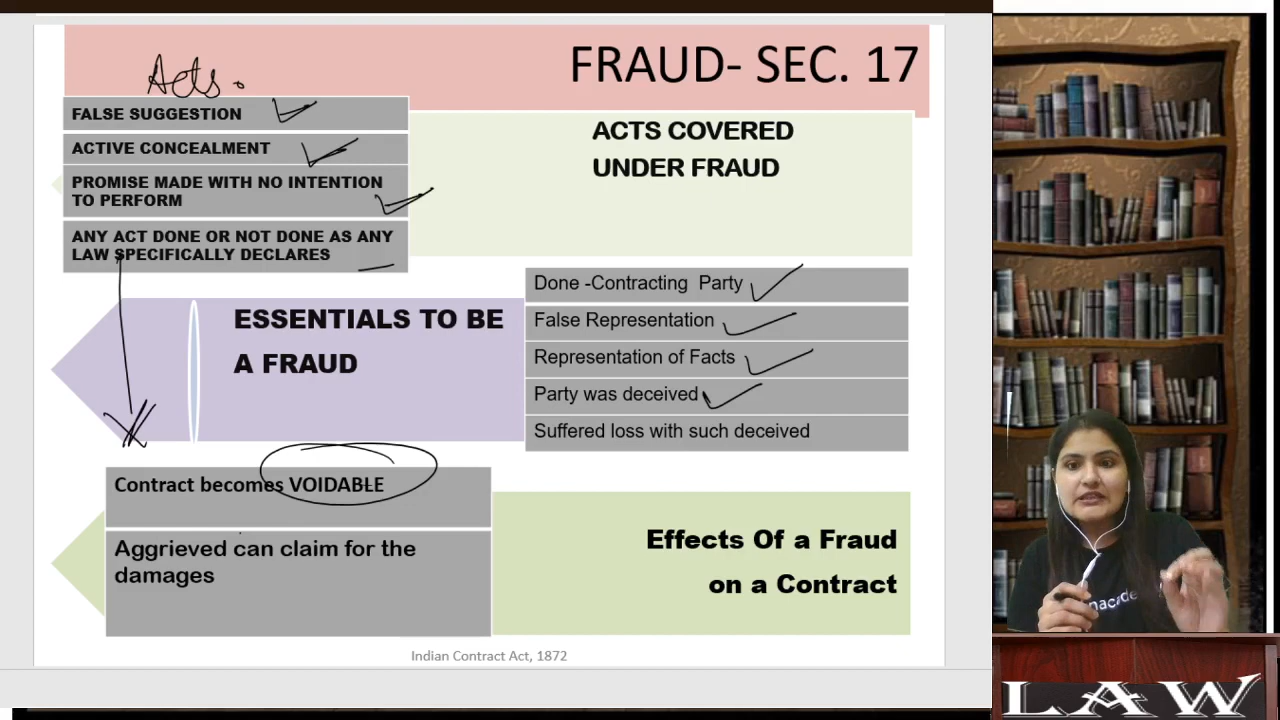 FRAUD- SEC. 17
Acts
FALSE SUGGESTION
ACTIVE CONCEALMENT
PROMISE MADE WITH NO INTENTION
TO PERFORM
ANY ACT DONE OR NOT DONE AS ANY
LAW SPECIFICALLY DECLARES
ACTS COVERED
UNDER FRAUD
ESSENTIALS TO BE
A FRAUD
Done -Contracting Party
False Representation
Representation of Facts
Party was deceived
Suffered loss with such deceived
Contract becomes VOIDABLE
Aggrieved can claim for the
damages
Effects Of a Fraud
on a Contract
Indian Contract Act, 1872
LAW